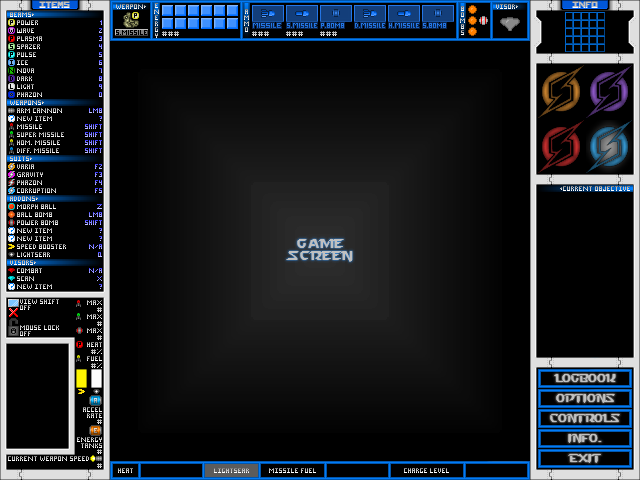 ITEMS
BEAMS
POWER 1
WAVE 2
PLASMA 3
SPAZER 4
PULSE 5
ICE 6
NOVA 7
DARK 8
LIGHT 9
PHAZON 0
WEAPONS
ARM CANNON LMB
NEW ITEM ?
MISSILE SHIFT
SUPER MISSILE SHIFT
HOM. MISSILE SHIFT
DIFF. MISSILE SHIFT
SUITS
VARIA F2
GRAVITY F3
PHAZON F4
CORRUPTION F5
ADDONS
MORPH BALL Z
BALL BOMB LMB
POWER BOMB SHIFT
NEW ITEM ?
NEW ITEM ?
SPEED BOOSTER N/A
LIGHTSEAR Q
VISORS
COMBAT N/A
SCAN X
NEW ITEM ?
VIEW SHIFT
OFF
MOUSE LOCK
OFF
MAX
#
MAX
#
MAX
#
HEAT
#%
FUEL
#%
ACCEL
RATE
#
ENERGY
TANKS
#
CURRENT WEAPON SPEED
#
WEAPON
S.MISSILE
ENERGY
###
AMMO
MISSILE S.MISSILE P.BOMB D.MISSILE H.MISSILE S.BOMB
### ### ###
BOMBS
VISOR
GAME
SCREEN
HEAT LIGHTSEAR MISSILE FUEL CHARGE LEVEL
INFO
CURRENT OBJECTIVE
LOGBOOK
OPTIONS
CONTROLS
INFO.
EXIT